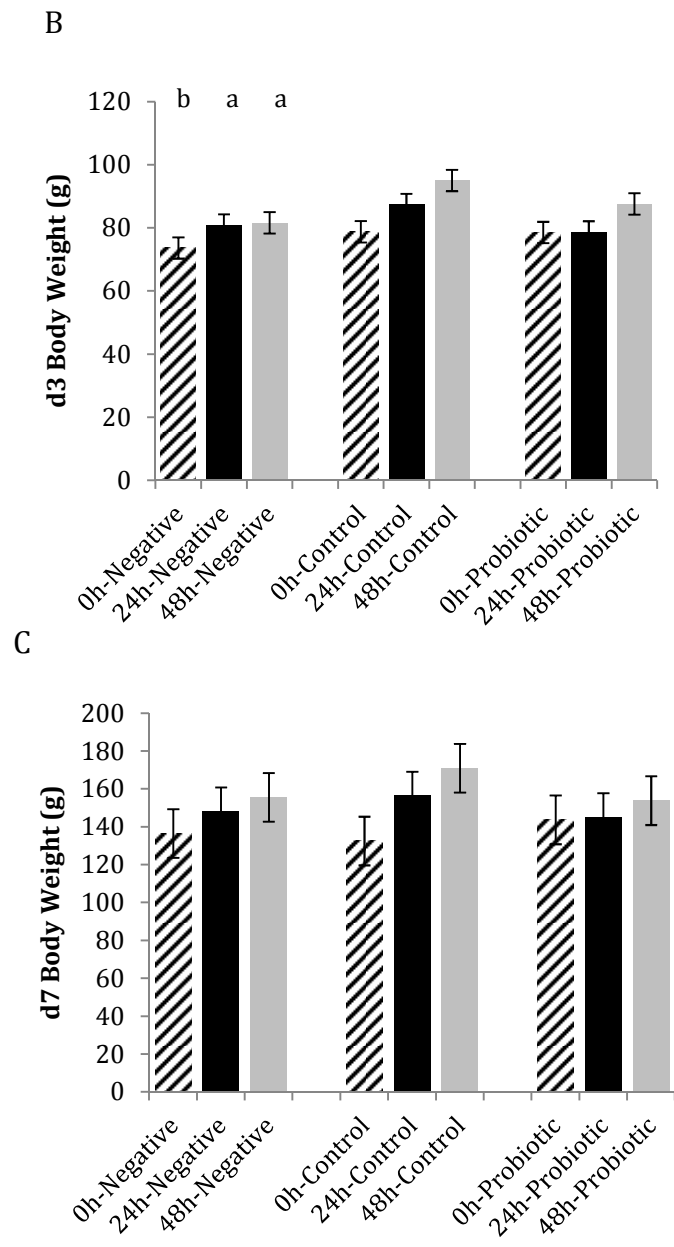 B
b a a
120
100
80
60
40
20
0
d3 Body Weight (g)
0h-Negative
24h-Negative
48h-Negative
0h-Control
24h-Control
48h-Control
0h-Probiotic
24h-Probiotic
48h-Probiotic
C
200
180
160
140
120
100
80
60
40
20
0
d7 Body Weight (g)
0h-Negative
24h-Negative
48h-Negative
0h-Control
24h-Control
48h-Control
0h-Probiotic
24h-Probiotic
48h-Probiotic